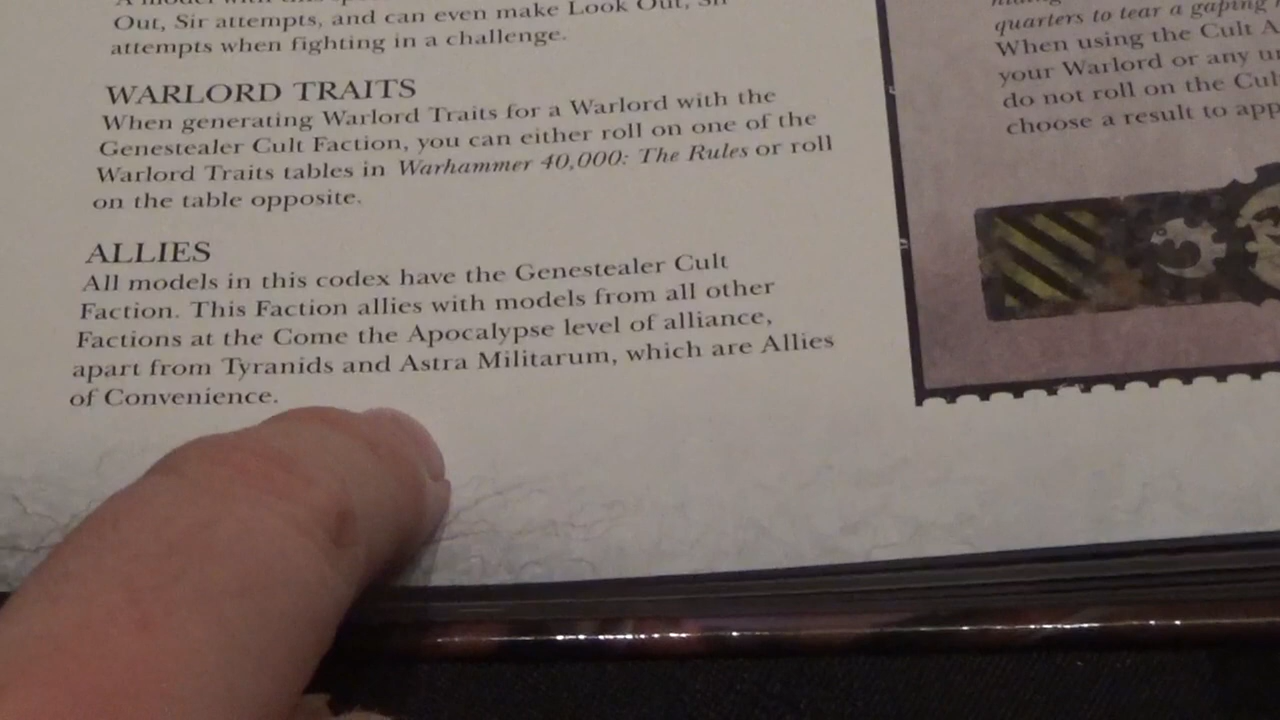 Out, Sir attempts, and can even make Look Out, Sir
attempts when fighting in a challenge.
WARLORD TRAITS
When generating Warlord Traits for a Warlord with the
Genestealer Cult Faction, you can either roll on one of the
Warlord Traits tables in Warhammer 40,000: The Rules or roll
on the table opposite.
ALLIES
All models in this codex have the Genestealer Cult
Faction. This Faction allies with models from all other
Factions at the Come the Apocalypse level of alliance,
apart from Tyranids and Astra Militarum, which are Allies
of Convenience.
quarters to tear a gaping
When using the Cult A
your Warlord or any
do not roll on the Cul
choose a result to app